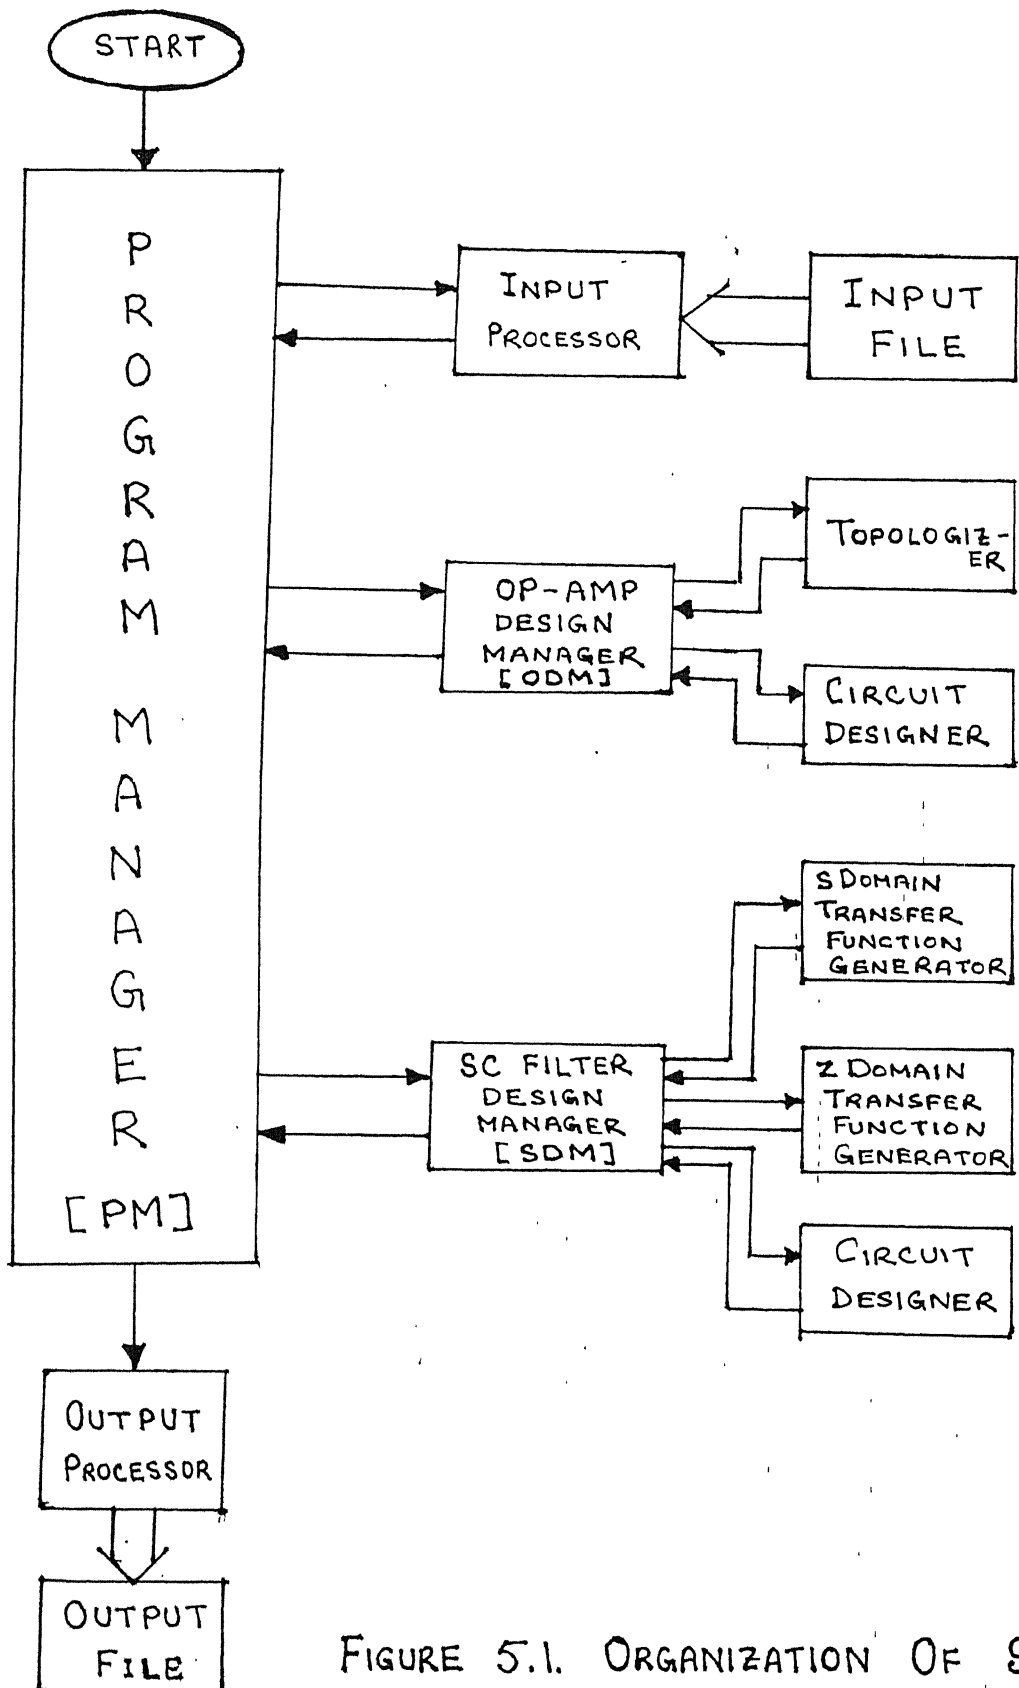 START
PROGRAM MANAGER
[PM]
INPUT
PROCESSOR
INPUT
FILE
OP-AMP
DESIGN
MANAGER
[ODM]
TOPOLOGIZ-
ER
CIRCUIT
DESIGNER
SC FILTER
DESIGN
MANAGER
[SDM]
S DOMAIN
TRANSFER
FUNCTION
GENERATOR
Z DOMAIN
TRANSFER
FUNCTION
GENERATOR
CIRCUIT
DESIGNER
OUTPUT
PROCESSOR
OUTPUT
FILE
FIGURE 5.1. ORGANIZATION OF